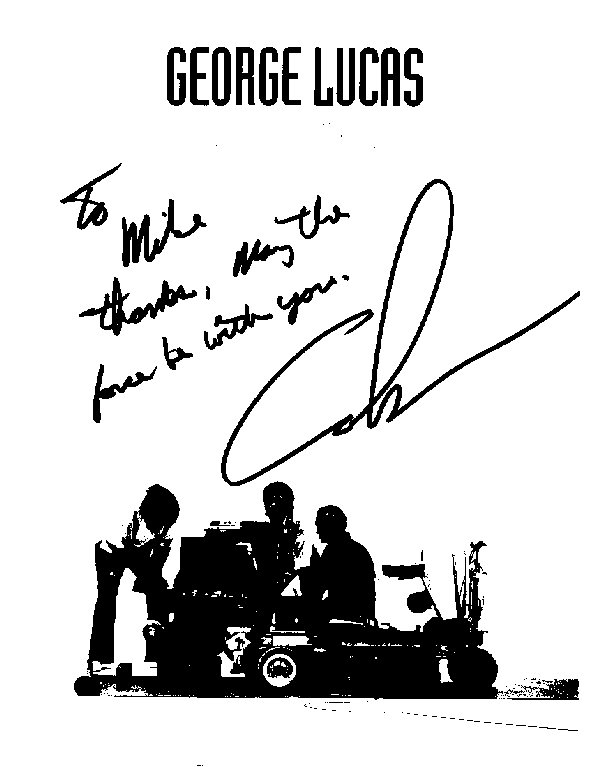 GEORGE LUCAS
To
Mike
thanks, May the
force be with you.